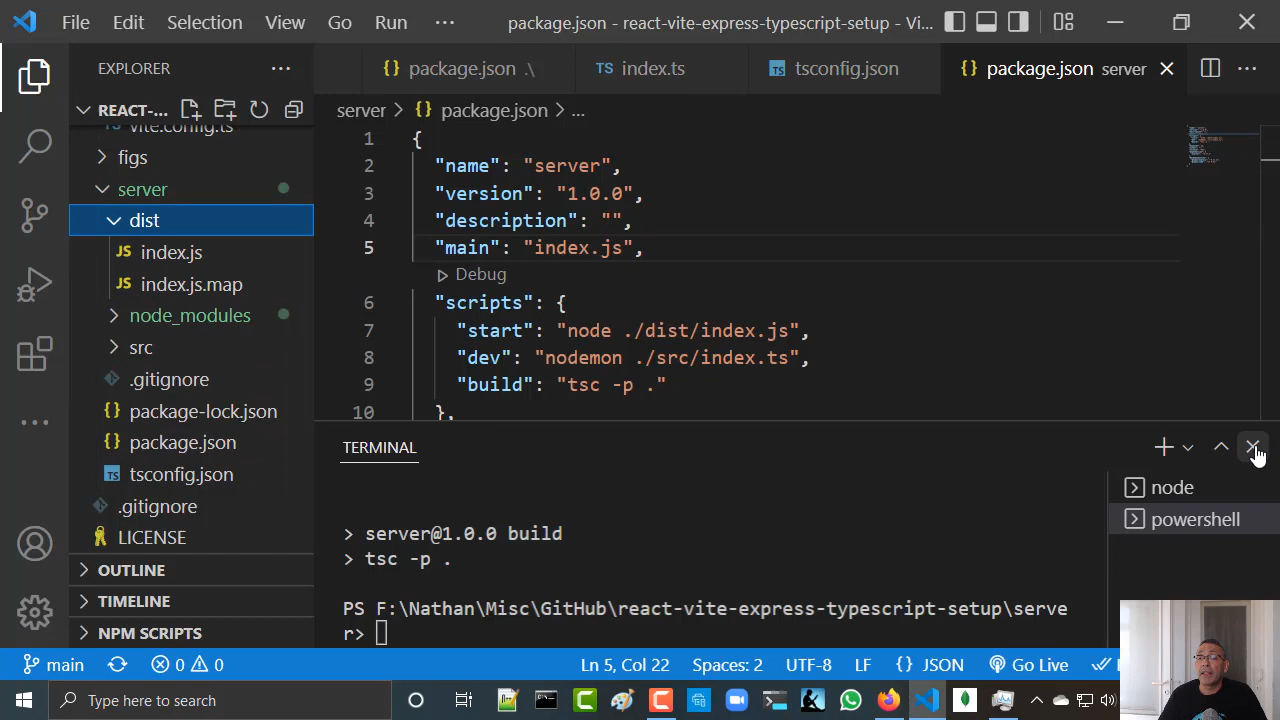 File Edit Selection View Go Run ··· package.json - react-vite-express-typescript-setup - Vi...
EXPLORER ···
package.json .\ TS index.ts tsconfig.json {} package.json server
REACT-...
server > {} package.json > ...
vite.config.ts
figs
server
dist
JS index.js
JS index.js.map
node_modules
src
.gitignore
{} package-lock.json
{} package.json
TS tsconfig.json
.gitignore
LICENSE
OUTLINE
TIMELINE
NPM SCRIPTS
1 {
2 "name": "server",
3 "version": "1.0.0",
4 "description": "",
5 "main": "index.js",
Debug
6 "scripts": {
7 "start": "node ./dist/index.js",
8 "dev": "nodemon ./src/index.ts",
9 "build": "tsc -p ."
10 },
TERMINAL
node
powershell
> server@1.0.0 build
> tsc -p .
PS F:\Nathan\Misc\GitHub\react-vite-express-typescript-setup\serve
r>
main 0 0 Ln 5, Col 22 Spaces: 2 UTF-8 LF {} JSON Go Live
Type here to search